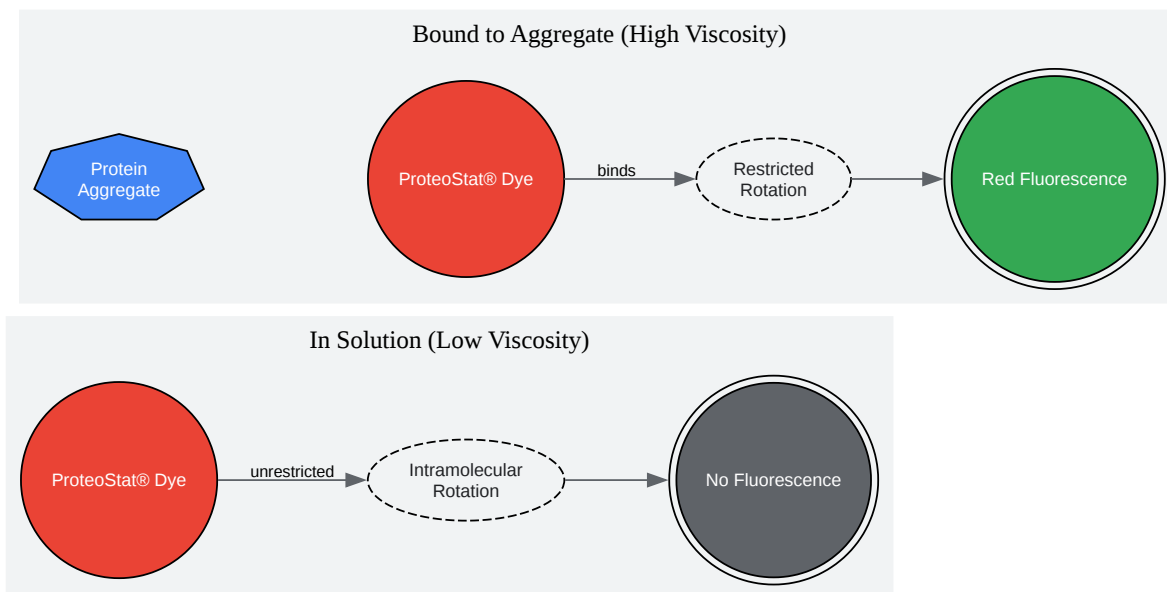 Bound to Aggregate (High Viscosity)
Protein
Aggregate
ProteoStat® Dye
binds
Restricted
Rotation
Red Fluorescence
In Solution (Low Viscosity)
ProteoStat® Dye
unrestricted
Intramolecular
Rotation
No Fluorescence